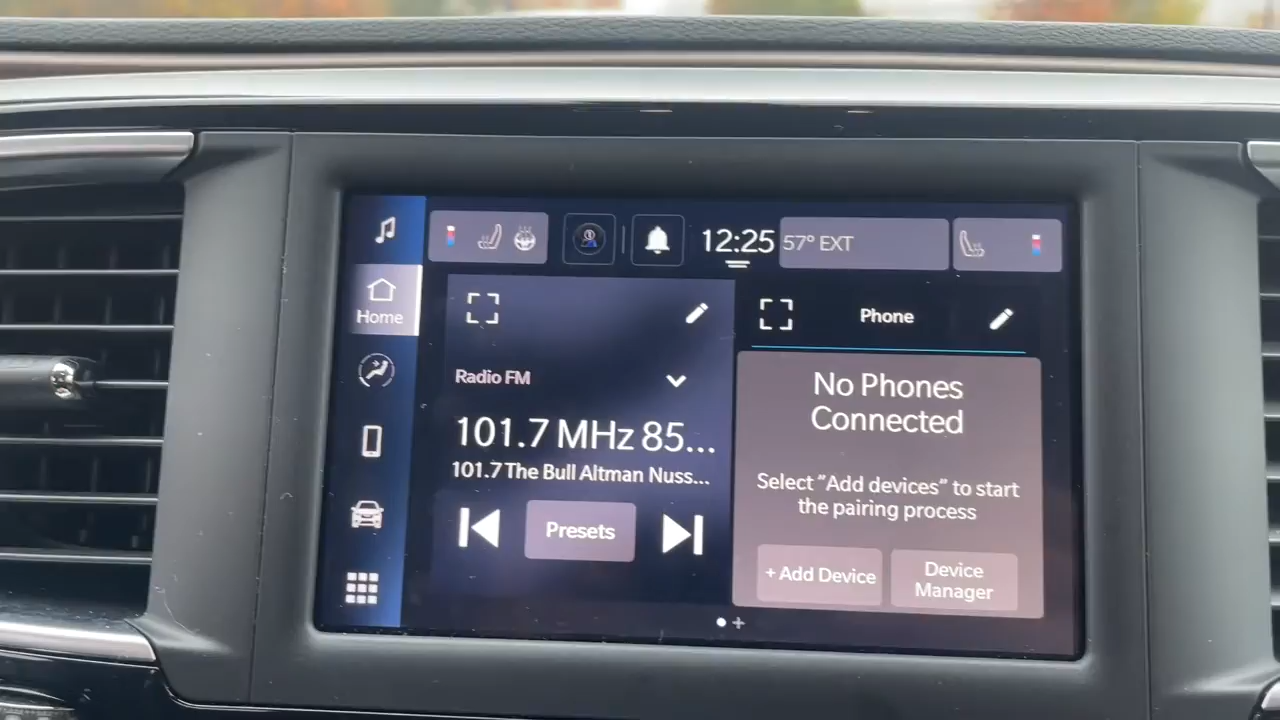 12:25
57° EXT
Home
Radio FM
101.7 MHz 85...
101.7 The Bull Altman Nuss...
Presets
Phone
No Phones
Connected
Select "Add devices" to start
the pairing process
+ Add Device
Device
Manager